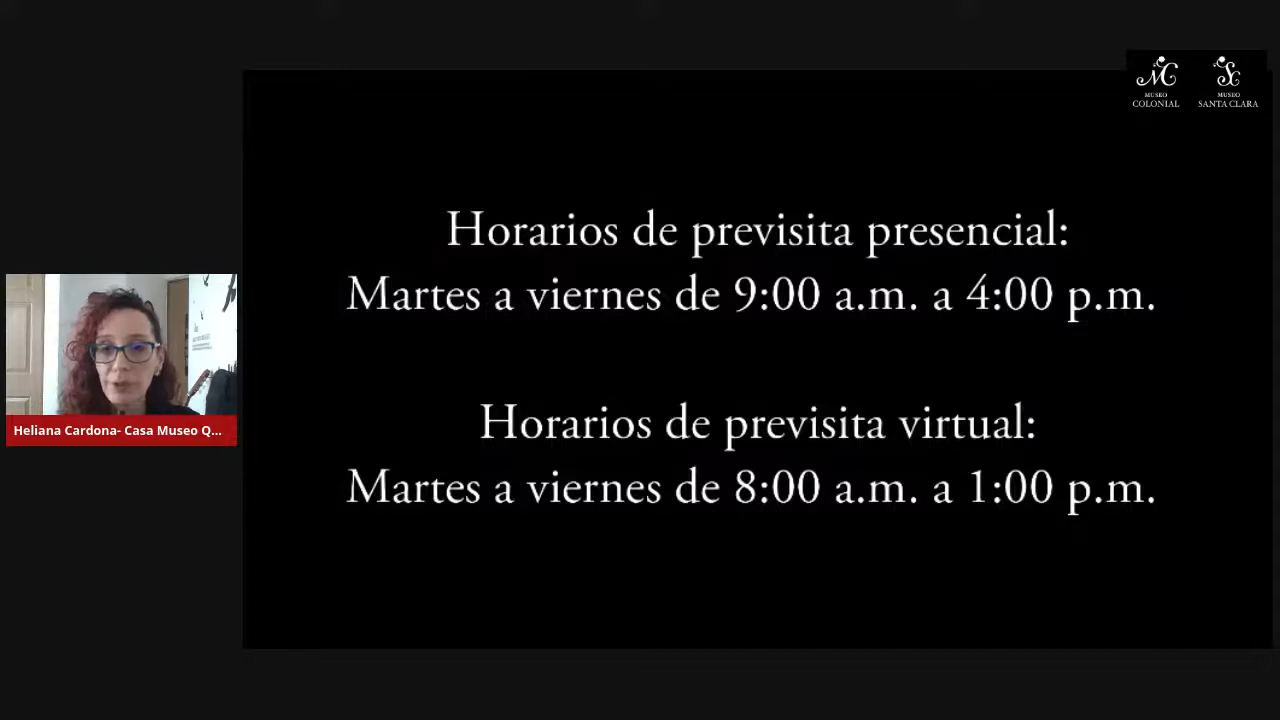 MUSEO
COLONIAL
MUSEO
SANTA CLARA
Horarios de previsita presencial:
Martes a viernes de 9:00 a.m. a 4:00 p.m.
Horarios de previsita virtual:
Martes a viernes de 8:00 a.m. a 1:00 p.m.
Heliana Cardona- Casa Museo Q...